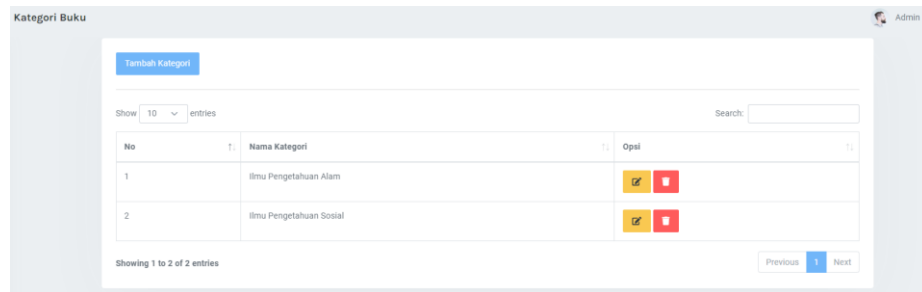 Kategori Buku Admin
Tambah Kategori
Show 10 entries Search:
No Nama Kategori Opsi
1 Ilmu Pengetahuan Alam
2 Ilmu Pengetahuan Sosial
Showing 1 to 2 of 2 entries Previous 1 Next